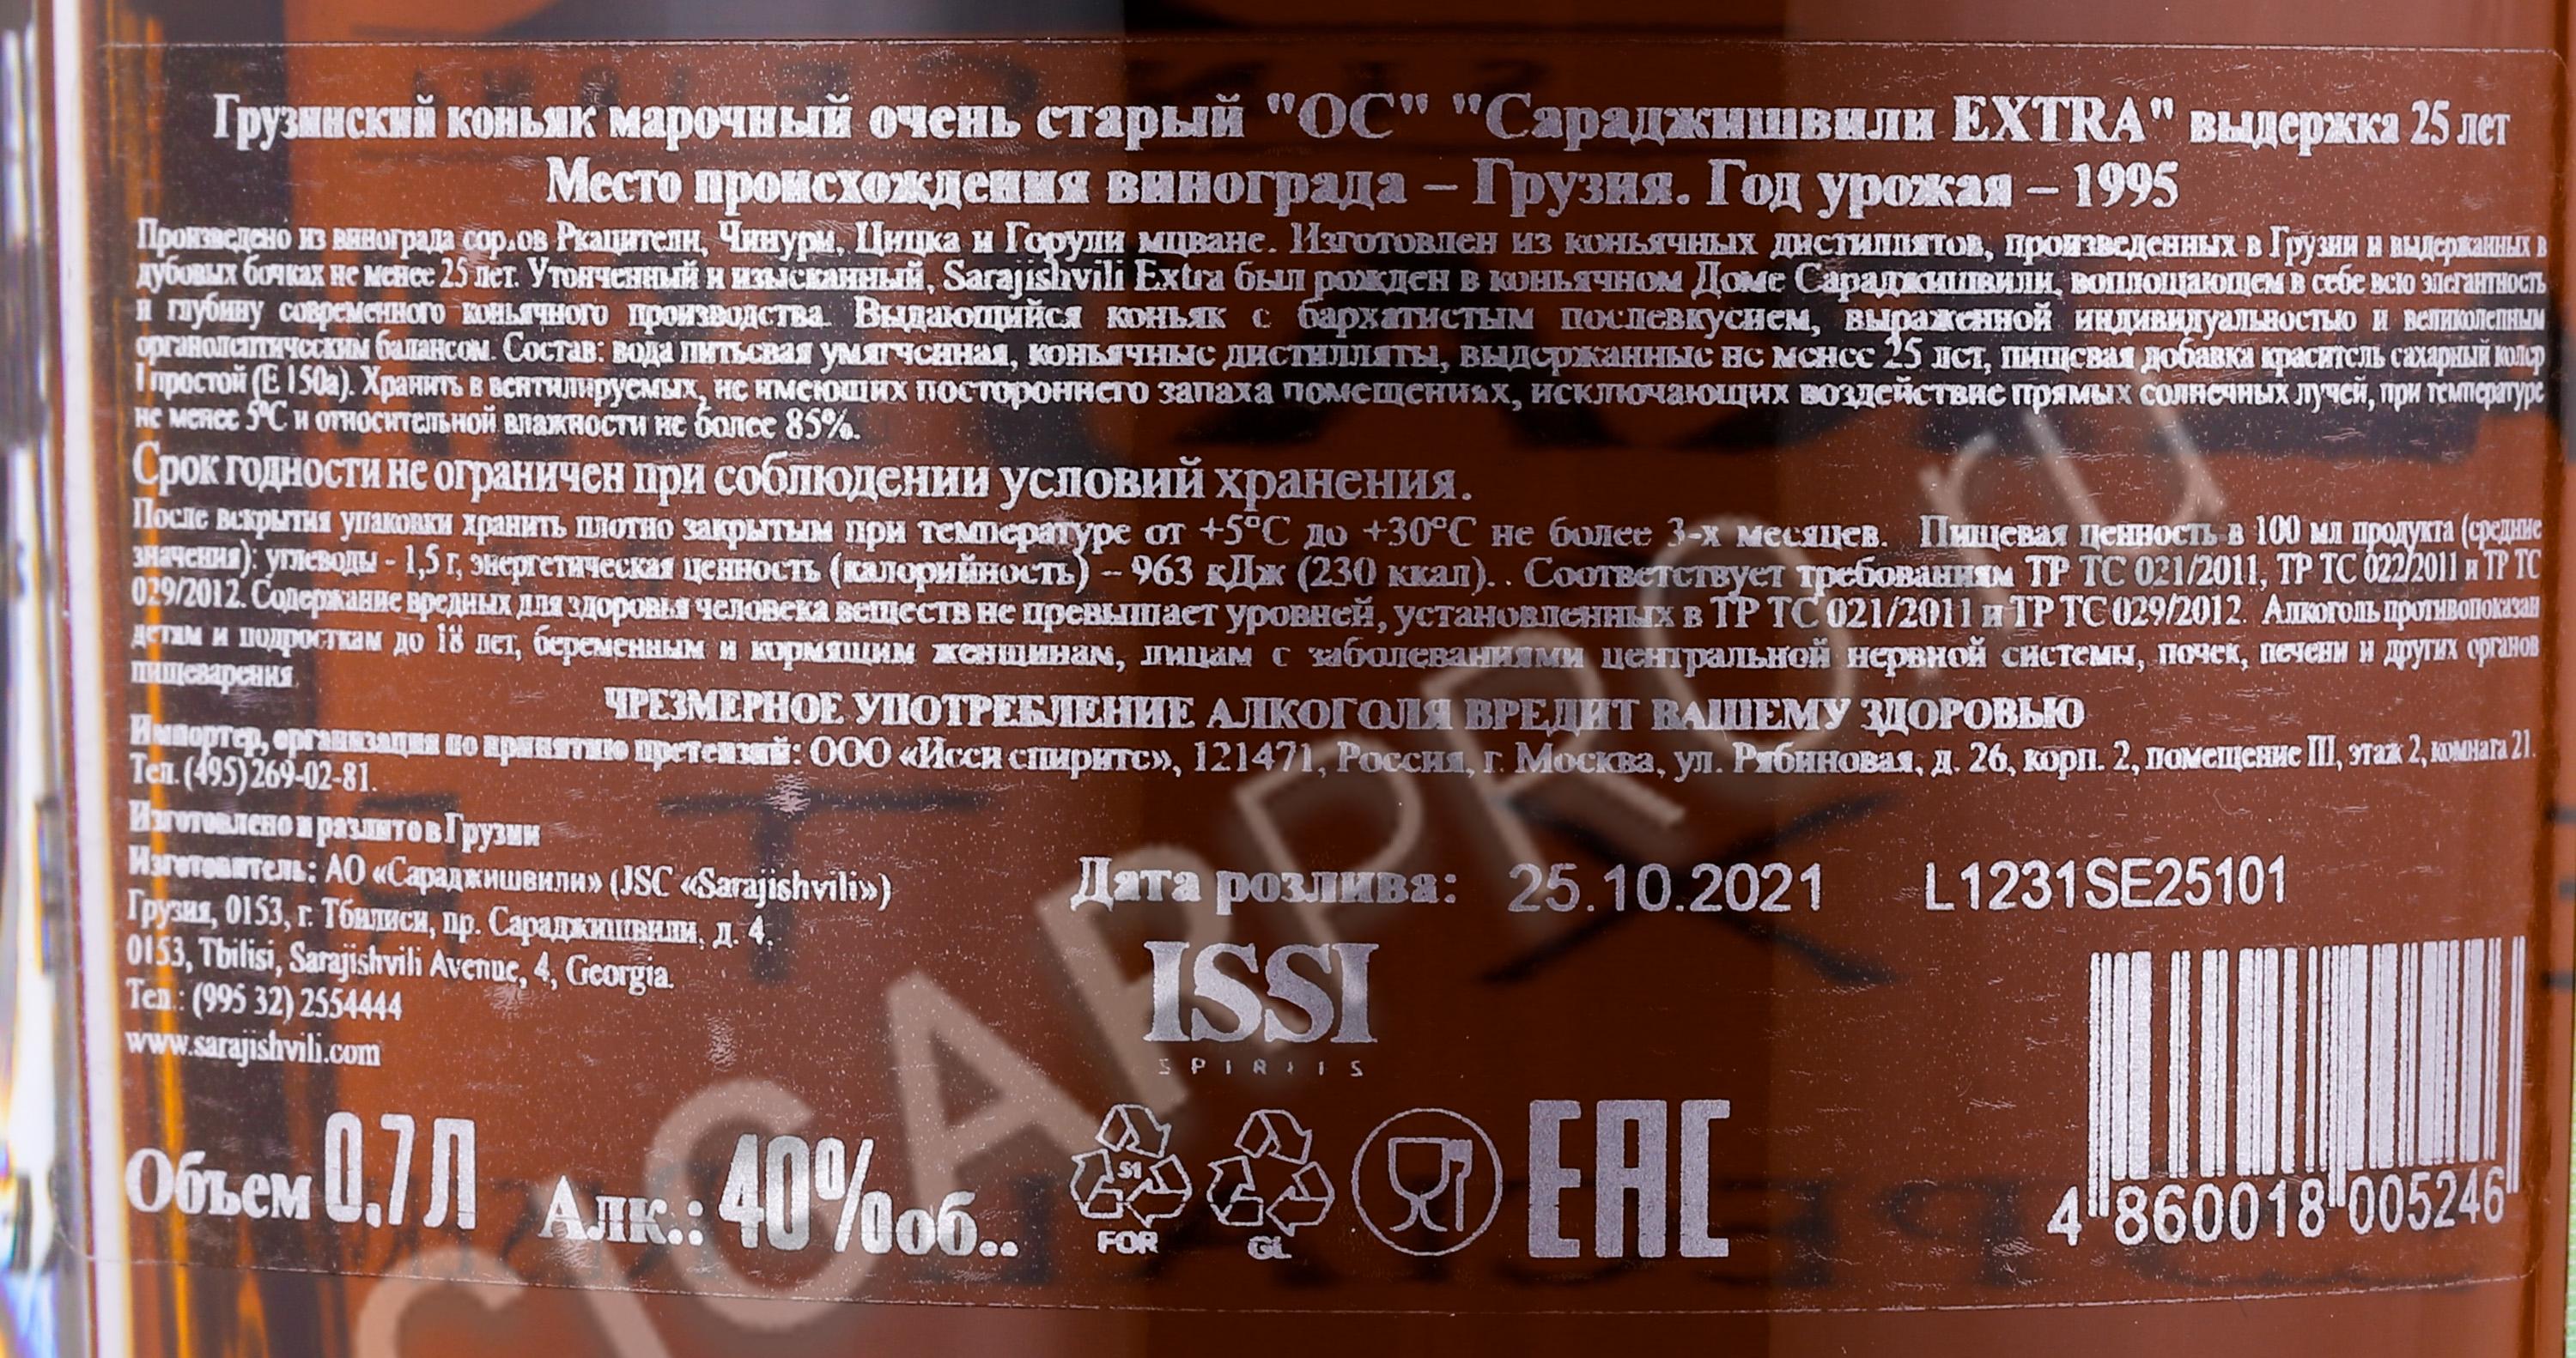 Грузинский коньяк марочный очень старый "ОС" "Сараджишвили EXTRA" выдержка 25 лет
Место происхождения винограда – Грузия. Год урожая – 1995
Произведено из винограда сортов Ркацители, Чинури, Цицка и Горули мцване. Изготовлен из коньячных дистиллятов, произведенных в Грузии и выдержанных в
дубовых бочках не менее 25 лет. Утонченный и изысканный, Sarajishvili Extra был рожден в коньячном Доме Сараджишвили, воплощающем в себе всю элегантность
и глубину современного коньячного производства. Выдающийся коньяк с бархатистым послевкусием, выраженной индивидуальностью и великолепным
органолептическим балансом. Состав: вода питьевая умягченная, коньячные дистилляты, выдержанные не менее 25 лет, пищевая добавка краситель сахарный колер
I простой (Е 150а). Хранить в вентилируемых, не имеющих постороннего запаха помещениях, исключающих воздействие прямых солнечных лучей, при температуре
не менее 5°С и относительной влажности не более 85%.
Срок годности не ограничен при соблюдении условий хранения.
После вскрытия упаковки хранить плотно закрытым при температуре от +5°С до +30°С не более 3-х месяцев. Пищевая ценность в 100 мл продукта (средние
значения): углеводы - 1,5 г, энергетическая ценность (калорийность) – 963 кДж (230 ккал). . Соответствует требованиям ТР ТС 021/2011, ТР ТС 022/2011 и ТР ТС
029/2012. Содержание вредных для здоровья человека веществ не превышает уровней, установленных в ТР ТС 021/2011 и ТР ТС 029/2012. Алкоголь противопоказан
детям и подросткам до 18 лет, беременным и кормящим женщинам, лицам с заболеваниями центральной нервной системы, почек, печени и других органов
пищеварения
ЧРЕЗМЕРНОЕ УПОТРЕБЛЕНИЕ АЛКОГОЛЯ ВРЕДИТ ВАШЕМУ ЗДОРОВЬЮ
Импортер, организация по принятию претензий: ООО «Исси спиритс», 121471, Россия, г. Москва, ул. Рябиновая, д. 26, корп. 2, помещение III, этаж 2, комната 21.
Тел. (495) 269-02-81.
Изготовлено и разлито в Грузии
Изготовитель: АО «Сараджишвили» (JSC «Sarajishvili»)
Грузия, 0153, г. Тбилиси, пр. Сараджишвили, д. 4.
0153, Tbilisi, Sarajishvili Avenue, 4, Georgia.
Тел.: (995 32) 2554444
www.sarajishvili.com
Дата розлива: 25.10.2021 L1231SE25101
ISSI
SPIRITS
Объем 0,7 Л Алк.: 40%об..
51
FOR
GL
EAC
4 860018 005246
CIGARPRO.ru